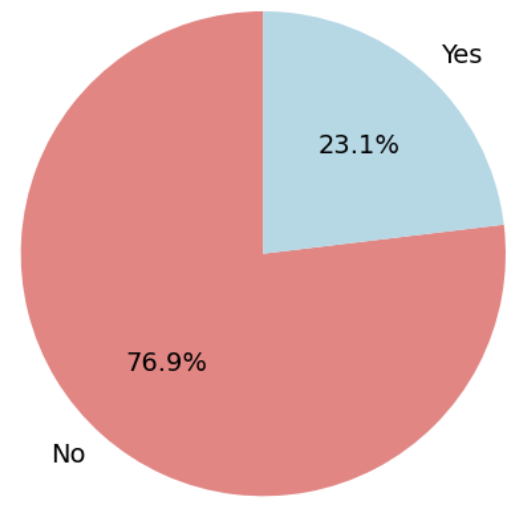 Yes
23.1%
76.9%
No